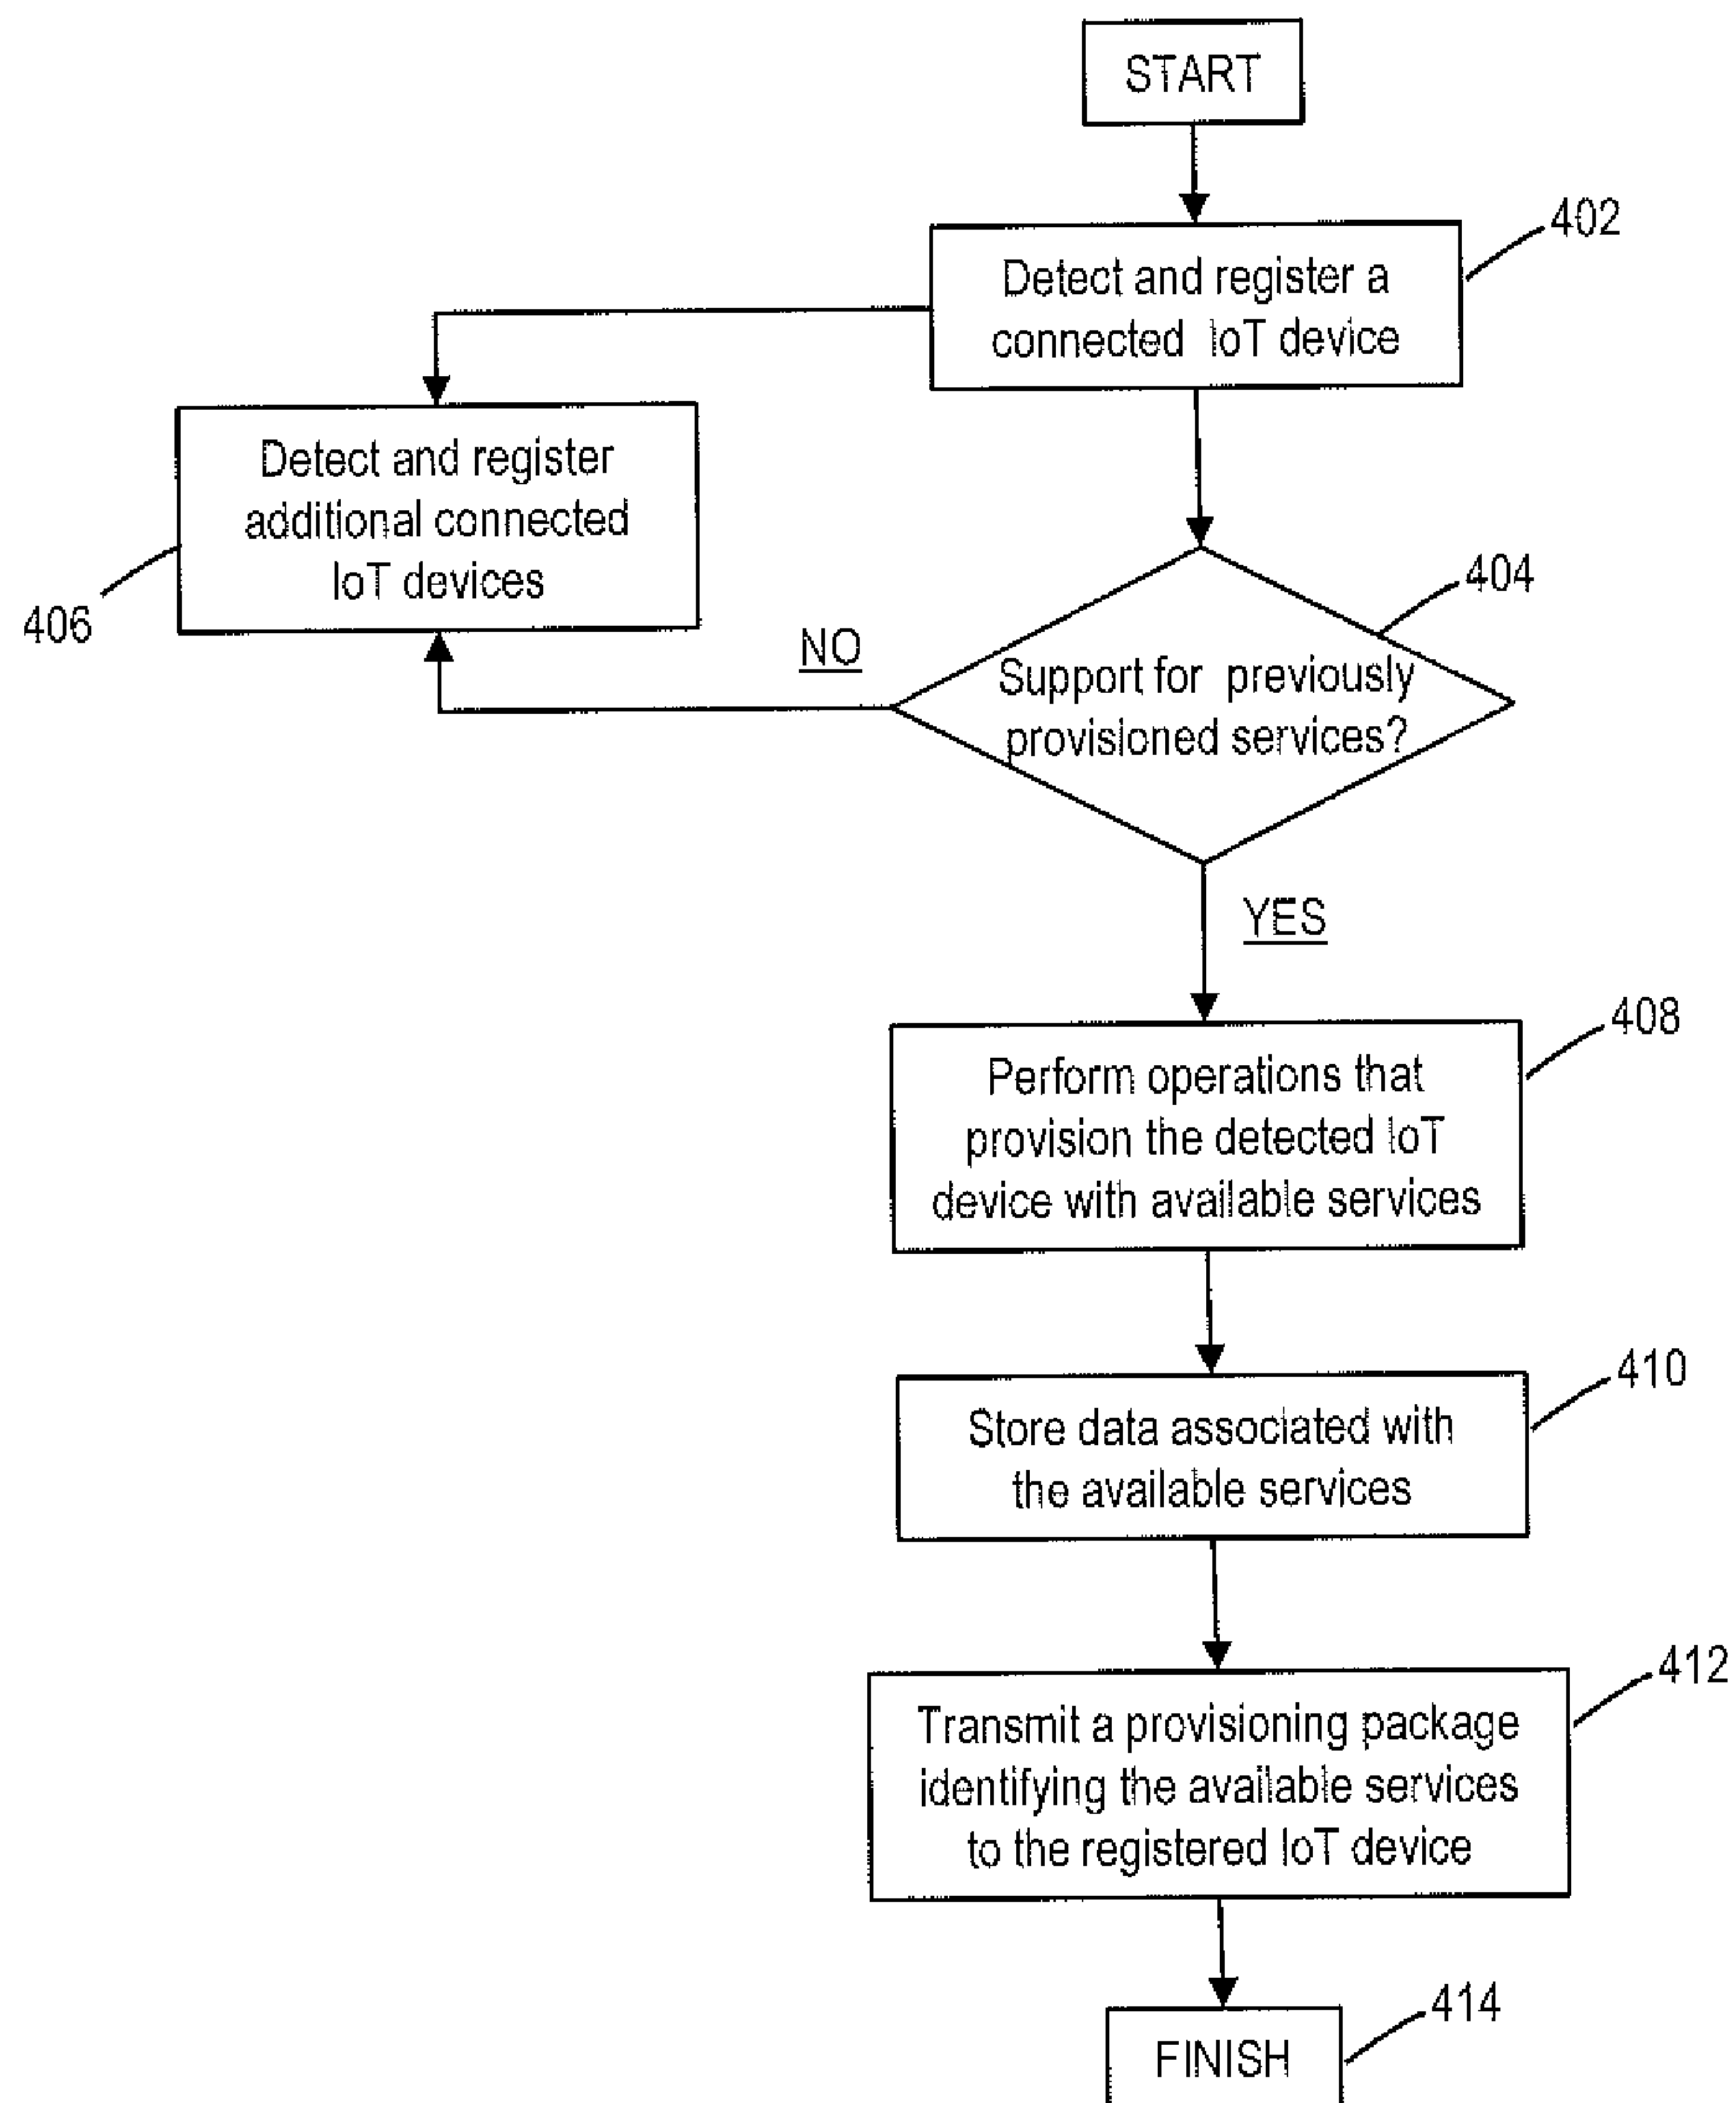 START
402
Detect and register a
connected IoT device
Detect and register
additional connected
IoT devices
406
404
NO
Support for previously
provisioned services?
YES
408
Perform operations that
provision the detected IoT
device with available services
410
Store data associated with
the available services
412
Transmit a provisioning package
identifying the available services
to the registered IoT device
414
FINISH